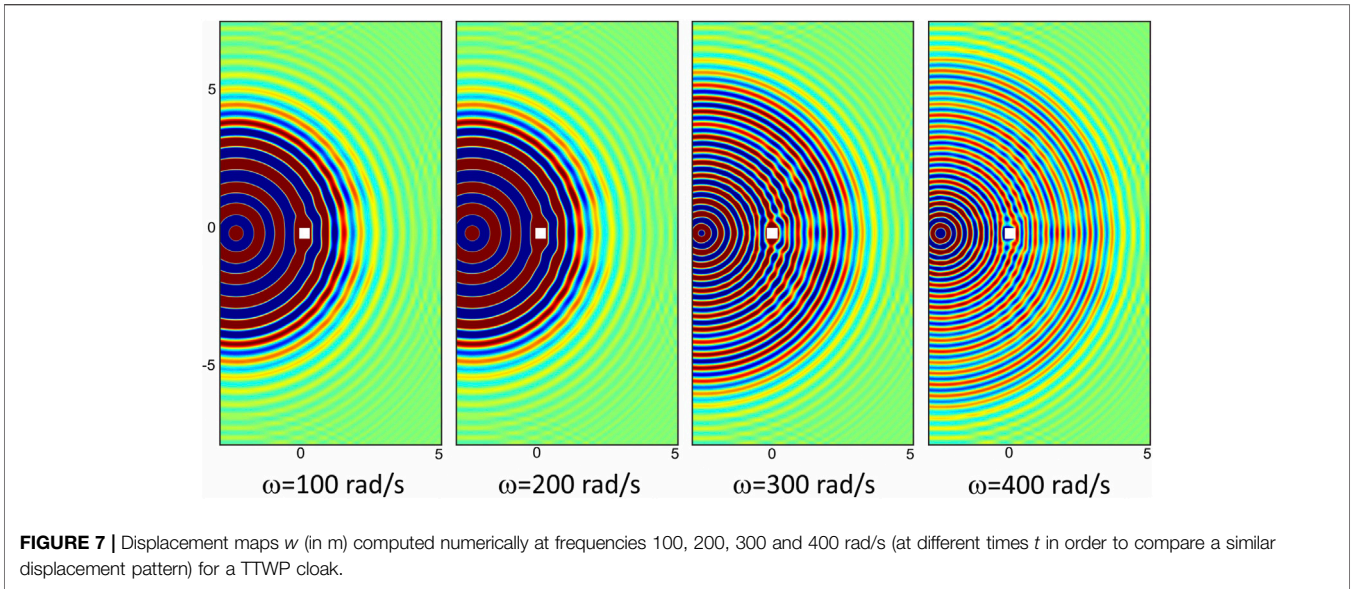 5
0
-5
0
5
0
5
0
5
ω=100 rad/s
ω=200 rad/s
ω=300 rad/s
ω=400 rad/s
FIGURE 7 | Displacement maps w (in m) computed numerically at frequencies 100, 200, 300 and 400 rad/s (at different times t in order to compare a similar
displacement pattern) for a TTWP cloak.